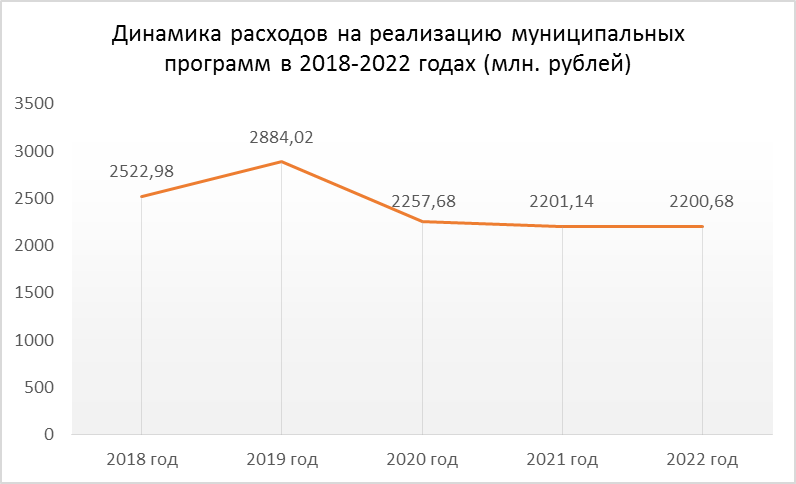 Динамика расходов на реализацию муниципальных
программ в 2018-2022 годах (млн. рублей)
3500
3000
2500
2000
1500
1000
500
0
2522,98
2884,02
2257,68
2201,14
2200,68
2018 год
2019 год
2020 год
2021 год
2022 год